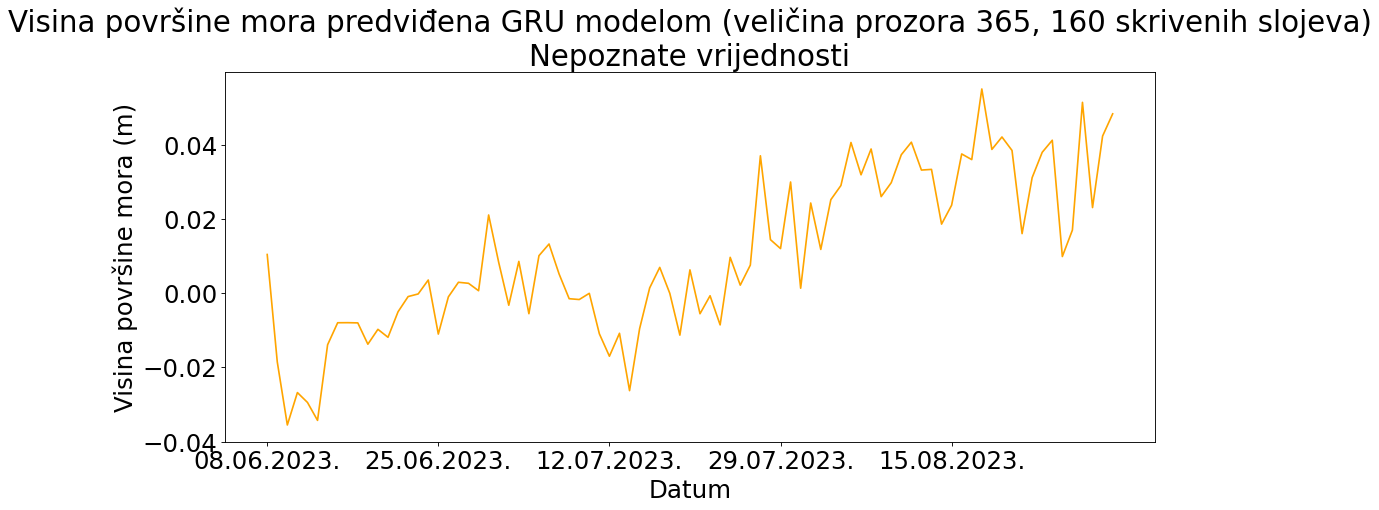 Visina površine mora predviđena GRU modelom (veličina prozora 365, 160 skrivenih slojeva)
Nepoznate vrijednosti
Visina površine mora (m)
0.04
0.02
0.00
−0.02
−0.04
08.06.2023. 25.06.2023. 12.07.2023. 29.07.2023. 15.08.2023.
Datum